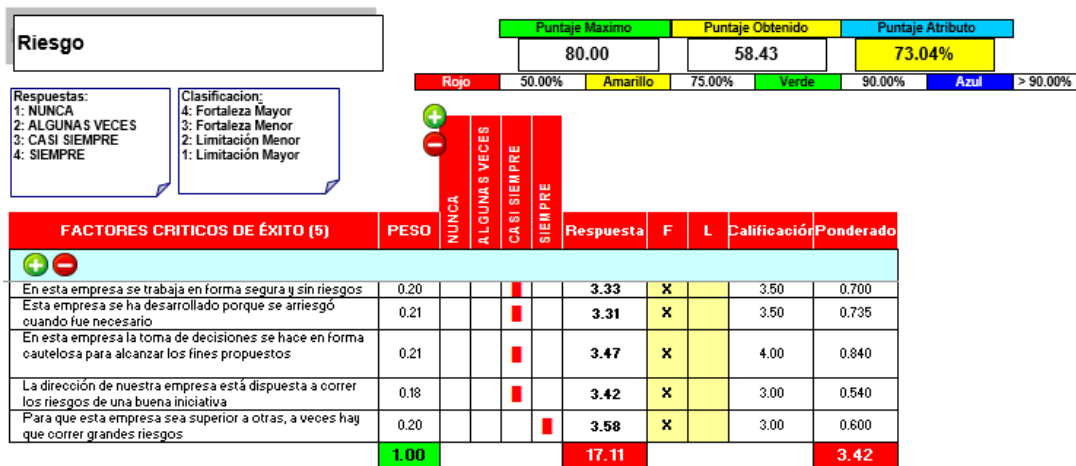 Riesgo
Puntaje Maximo Puntaje Obtenido Puntaje Atributo
80.00 58.43 73.04%
Rojo 50.00% Amarillo 75.00% Verde 90.00% Azul > 90.00%
Respuestas:
1: NUNCA
2: ALGUNAS VECES
3: CASI SIEMPRE
4: SIEMPRE
Clasificacion:
4: Fortaleza Mayor
3: Fortaleza Menor
2: Limitación Menor
1: Limitación Mayor
FACTORES CRITICOS DE ÉXITO (5) PESO NUNCA ALGUNAS VECES CASI SIEMPRE SIEMPRE Respuesta F L Calificación Ponderado
En esta empresa se trabaja en forma segura y sin riesgos 0.20 3.33 X 3.50 0.700
Esta empresa se ha desarrollado porque se arriesgó
cuando fue necesario 0.21 3.31 X 3.50 0.735
En esta empresa la toma de decisiones se hace en forma
cautelosa para alcanzar los fines propuestos 0.21 3.47 X 4.00 0.840
La dirección de nuestra empresa está dispuesta a correr
los riesgos de una buena iniciativa 0.18 3.42 X 3.00 0.540
Para que esta empresa sea superior a otras, a veces hay
que correr grandes riesgos 0.20 3.58 X 3.00 0.600
1.00 17.11 3.42